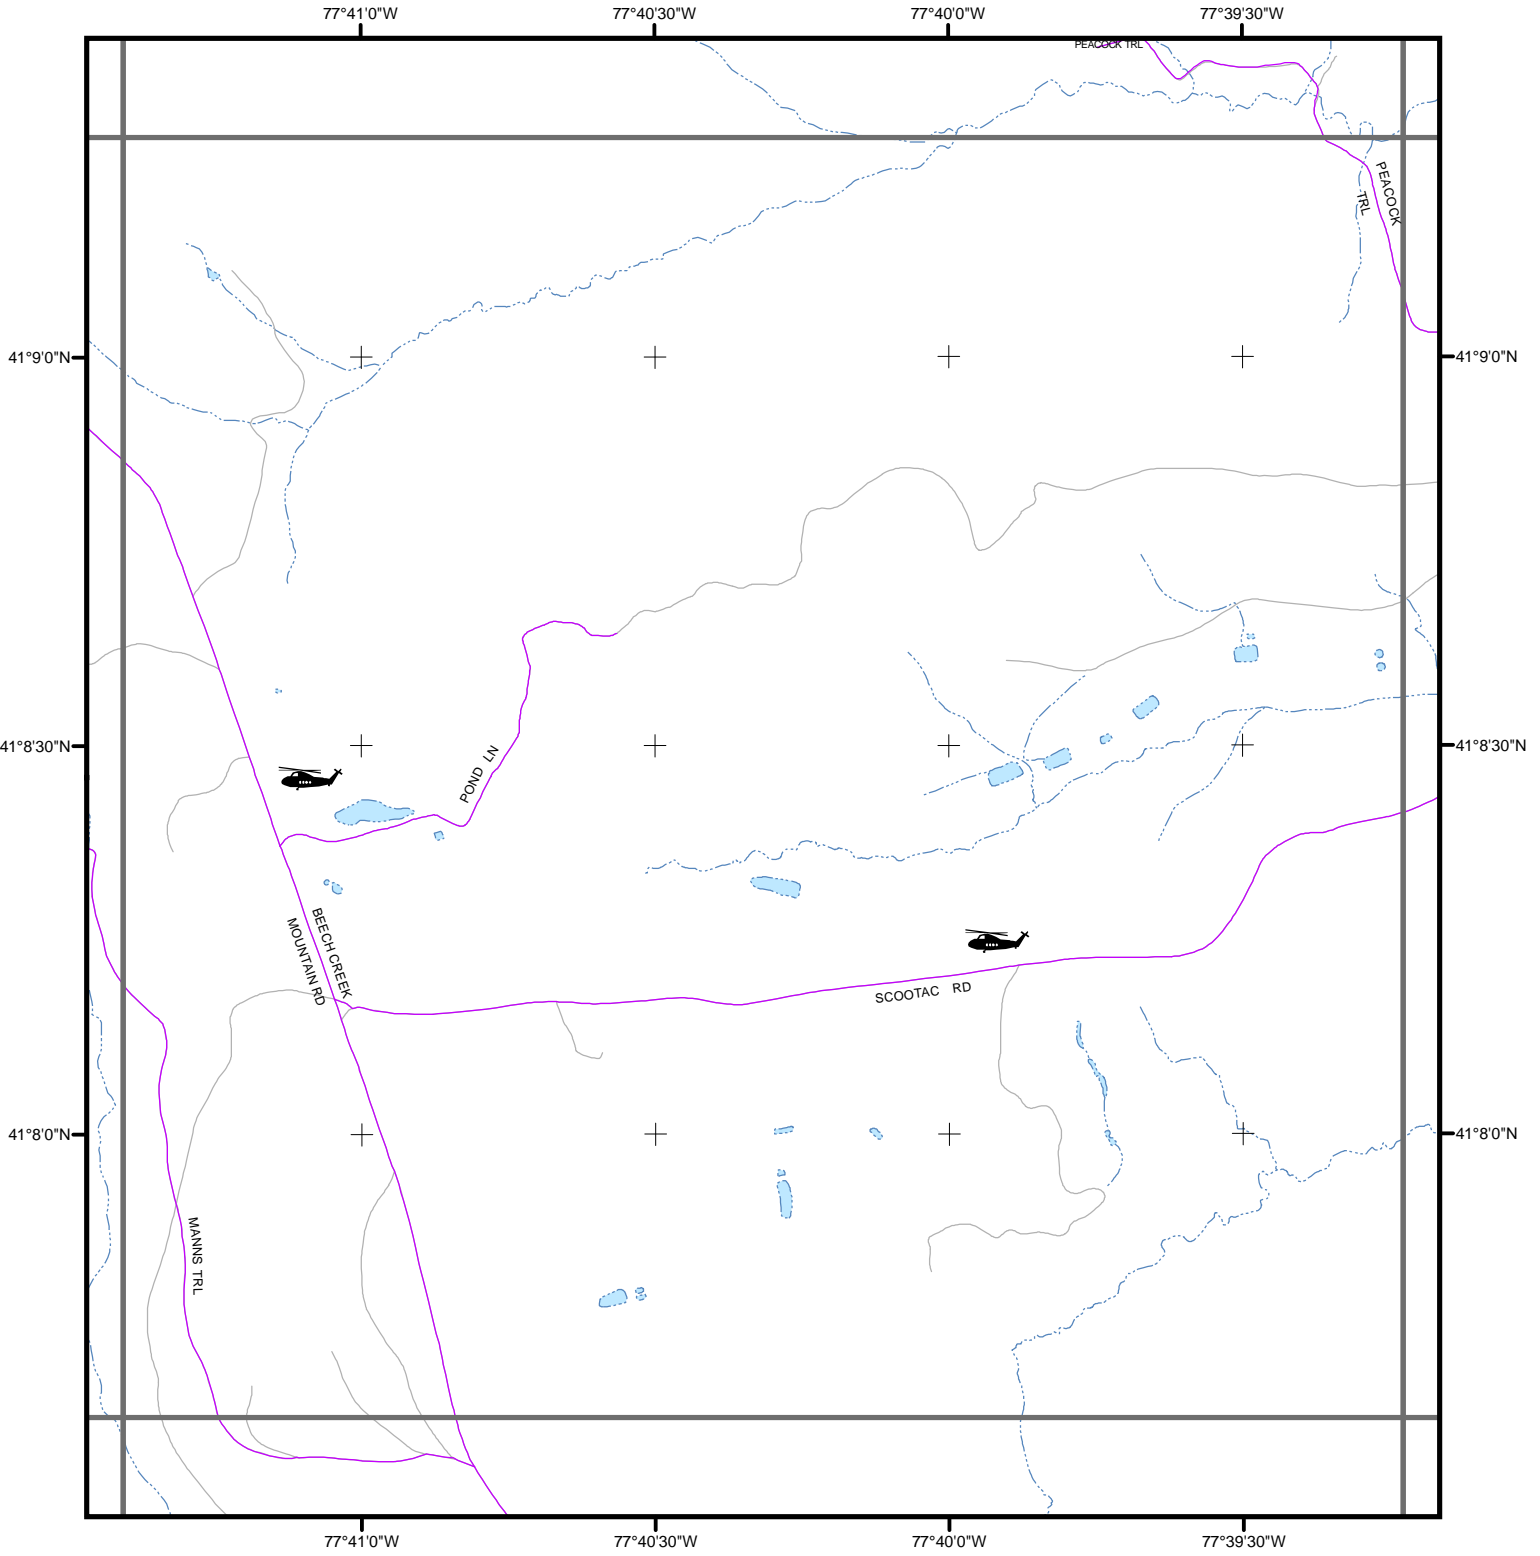 77°41'0"W
77°40'30"W
77°40'0"W
77°39'30"W
PEACOCK TRL
PEACOCK
TRL
41°9'0"N
41°9'0"N
41°8'30"N
41°8'30"N
POND LN
BEECH CREEK
MOUNTAIN RD
SCOOTAC RD
41°8'0"N
41°8'0"N
MANNS TRL
77°41'0"W
77°40'30"W
77°40'0"W
77°39'30"W